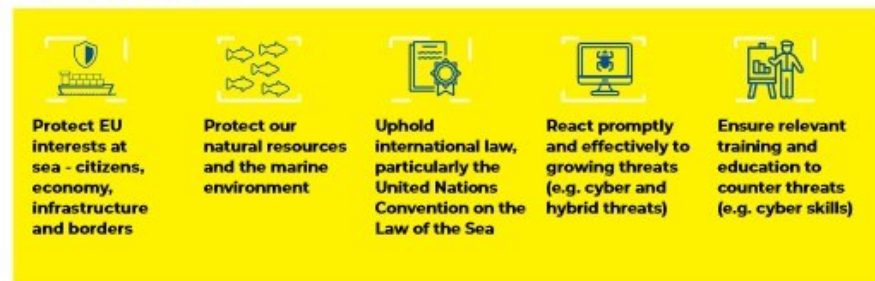 Protect EU
interests at
sea - citizens,
economy,
infrastructure
and borders
Protect our
natural resources
and the marine
environment
Uphold
international law,
particularly the
United Nations
Convention on the
Law of the Sea
React promptly
and effectively to
growing threats
(e.g. cyber and
hybrid threats)
Ensure relevant
training and
education to
counter threats
(e.g. cyber skills)